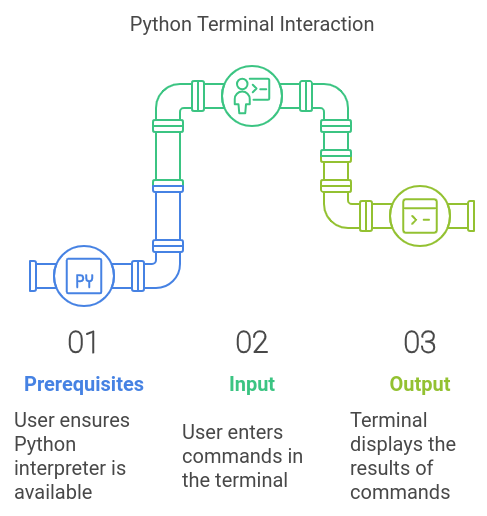 Python Terminal Interaction
PY
01
02
03
Prerequisites
Input
Output
User ensures
Python
interpreter is
available
User enters
commands in
the terminal
Terminal
displays the
results of
commands